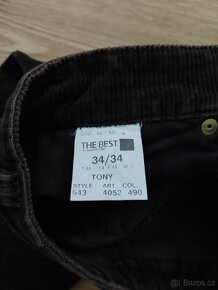 THE BEST.
34/34
TONY
STYLE ART. COL.
643 4052 490
bazos.cz